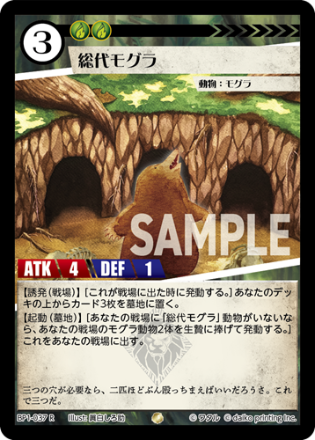 3
総代モグラ
動物：モグラ
SAMPLE
ATK 4 DEF 1
【誘発（戦場）】［これが戦場に出た時に発動する。］あなたのデッ
キの上からカード3枚を墓地に置く。
【起動（墓地）】［あなたの戦場に「総代モグラ」動物がいないな
ら、あなたの戦場のモグラ動物2体を生贄に捧げて発動する。］
これをあなたの戦場に出す。
三つの穴が必要なら、二匹ほどぶん殴っちまえばいいだろうさ。これ
で三つだ。
BP1-037 R Illust: 眞白しろ助 © ワタル © daiko printing Inc.